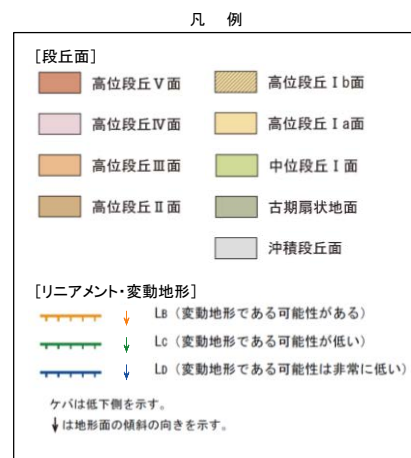 凡 例
[段丘面]
高位段丘Ⅴ面
高位段丘Ⅳ面
高位段丘Ⅲ面
高位段丘Ⅱ面
高位段丘Ⅰb面
高位段丘Ⅰa面
中位段丘Ⅰ面
古期扇状地面
沖積段丘面
[リニアメント・変動地形]
LB（変動地形である可能性がある）
LC（変動地形である可能性が低い）
LD（変動地形である可能性は非常に低い）
ケバは低下側を示す。
↓は地形面の傾斜の向きを示す。